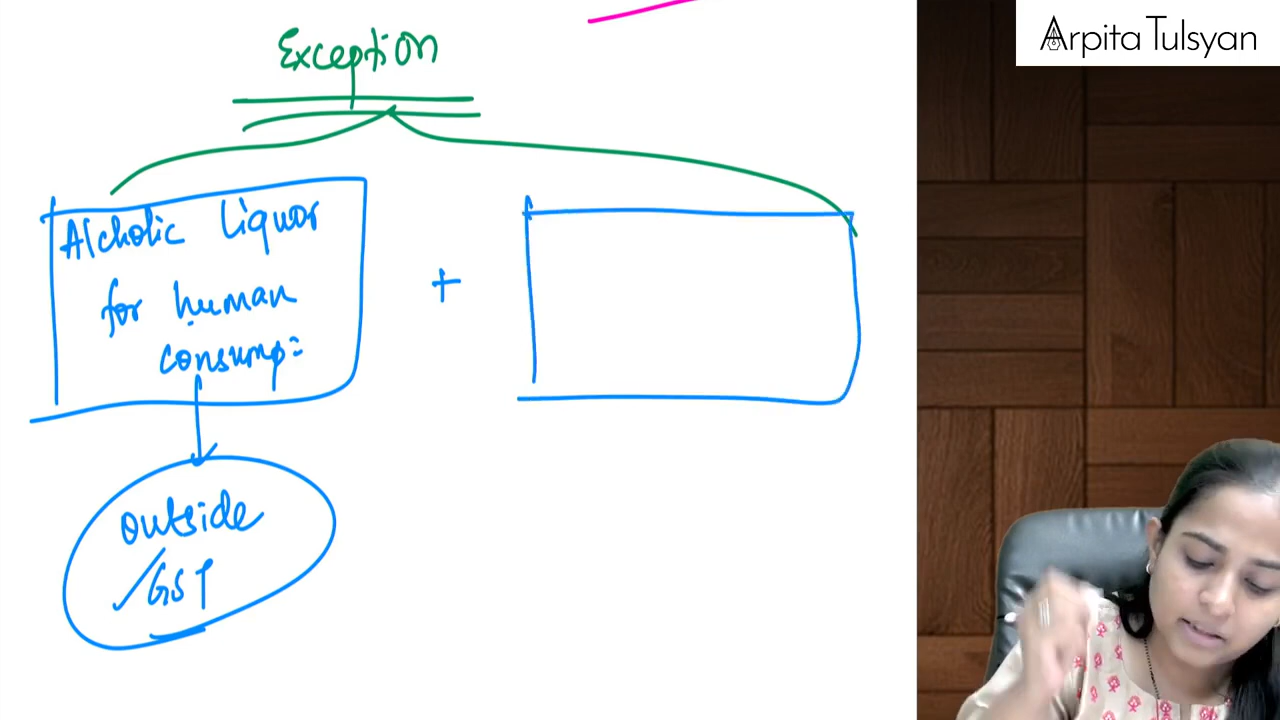 Arpita Tulsyan
Exception
Alcholic Liquor
for human
consump=
+
outside
GST